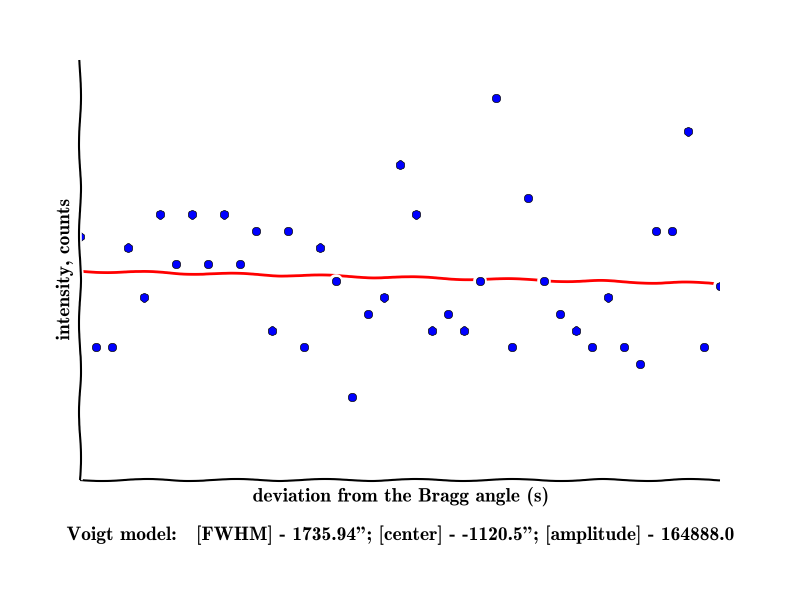 intensity, counts
deviation from the Bragg angle (s)
Voigt model: [FWHM] - 1735.94”; [center] - -1120.5”; [amplitude] - 164888.0